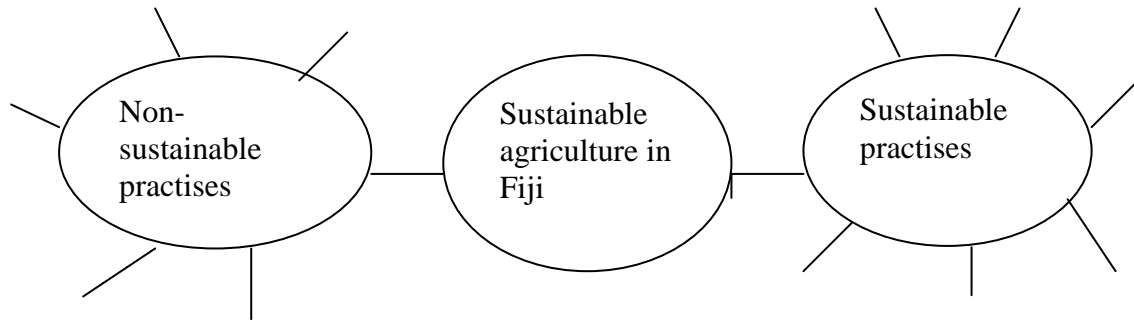 Non-
sustainable
practises
Sustainable
agriculture in
Fiji
Sustainable
practises